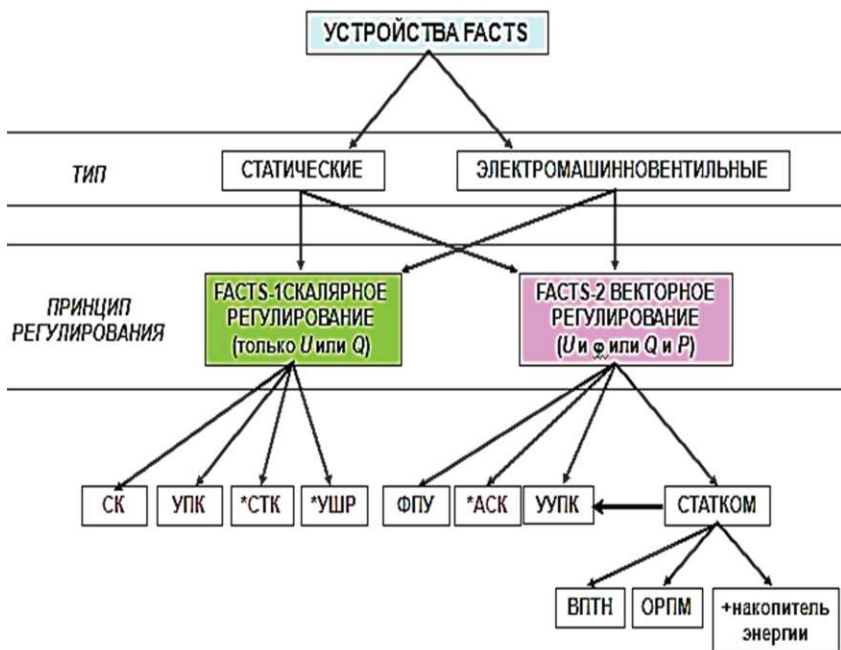 УСТРОЙСТВА FACTS
ТИП
СТАТИЧЕСКИЕ
ЭЛЕКТРОМАШИННОВЕНТИЛЬНЫЕ
ПРИНЦИП
РЕГУЛИРОВАНИЯ
FACTS-1СКАЛЯРНОЕ
РЕГУЛИРОВАНИЕ
(только U или Q)
FACTS-2 ВЕКТОРНОЕ
РЕГУЛИРОВАНИЕ
(U и φ или Q и P)
СК
УПК
*СТК
*УШР
ФПУ
*АСК
УУПК
СТАТКОМ
ВПТН
ОРПМ
+накопитель
энергии